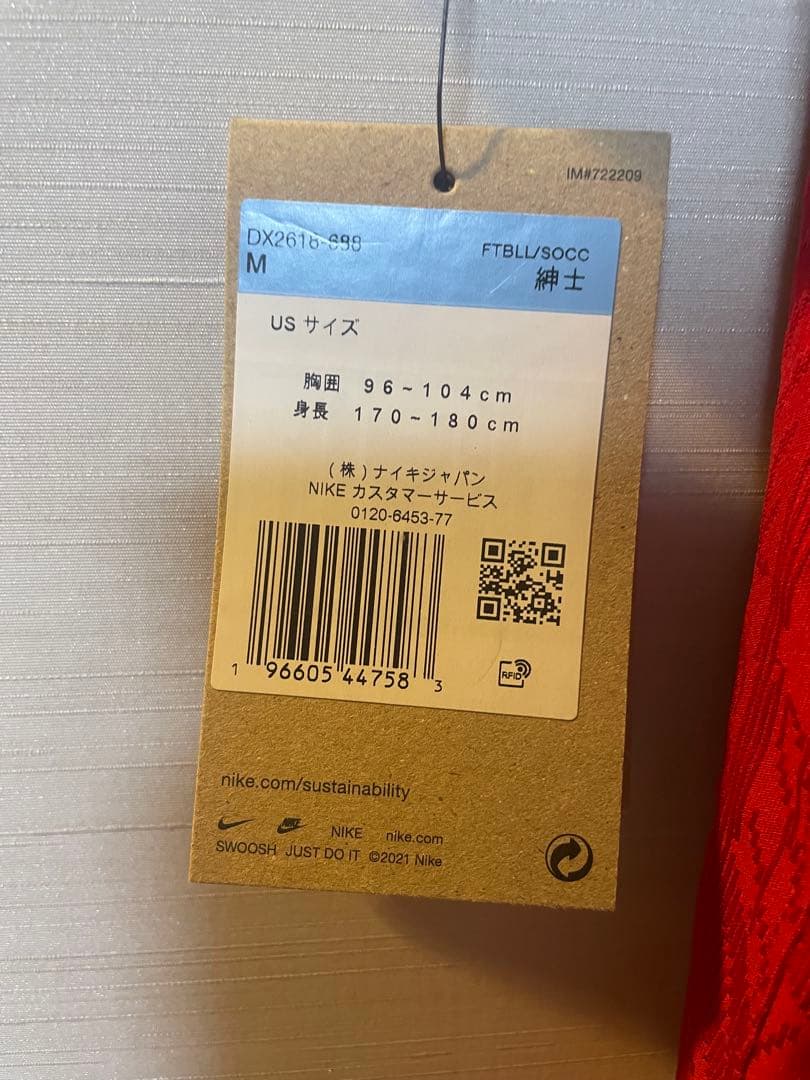 IM#722209
DX2618-688
FTBLL/SOCC
M
紳士
US サイズ
胸囲 96~104cm
身長 170~180cm
(株)ナイキジャパン
NIKE カスタマーサービス
0120-6453-77
1 96605 44758 3
RFID
nike.com/sustainability
NIKE nike.com
SWOOSH JUST DO IT ©2021 Nike